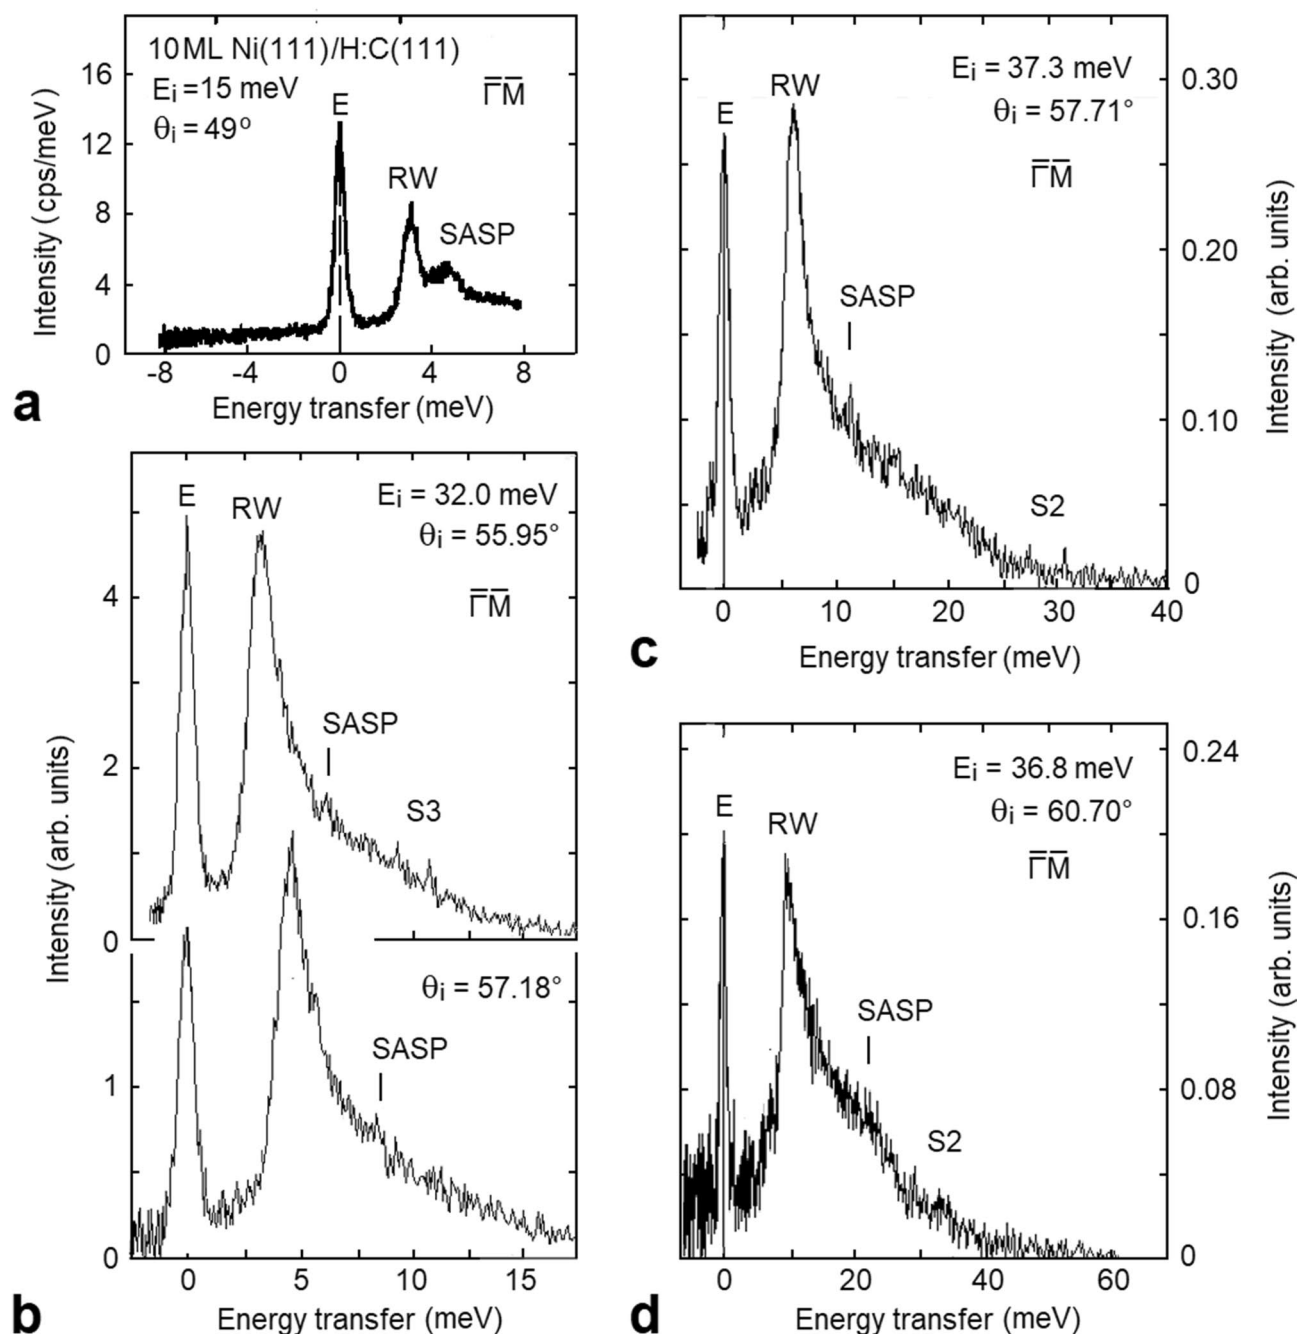 10ML Ni(111)/H:C(111)
Ei = 15 meV
θi = 49°
Γ̅M̅
E
RW
SASP
16
12
8
4
0
-8 -4 0 4 8
Intensity (cps/meV)
Energy transfer (meV)
a
Ei = 32.0 meV
θi = 55.95°
Γ̅M̅
E
RW
SASP
S3
4
2
0
θi = 57.18°
SASP
1
0
0 5 10 15
Intensity (arb. units)
Energy transfer (meV)
b
Ei = 37.3 meV
θi = 57.71°
Γ̅M̅
E
RW
SASP
S2
0.30
0.20
0.10
0
0 10 20 30 40
Intensity (arb. units)
Energy transfer (meV)
c
Ei = 36.8 meV
θi = 60.70°
Γ̅M̅
E
RW
SASP
S2
0.24
0.16
0.08
0
0 20 40 60
Intensity (arb. units)
Energy transfer (meV)
d